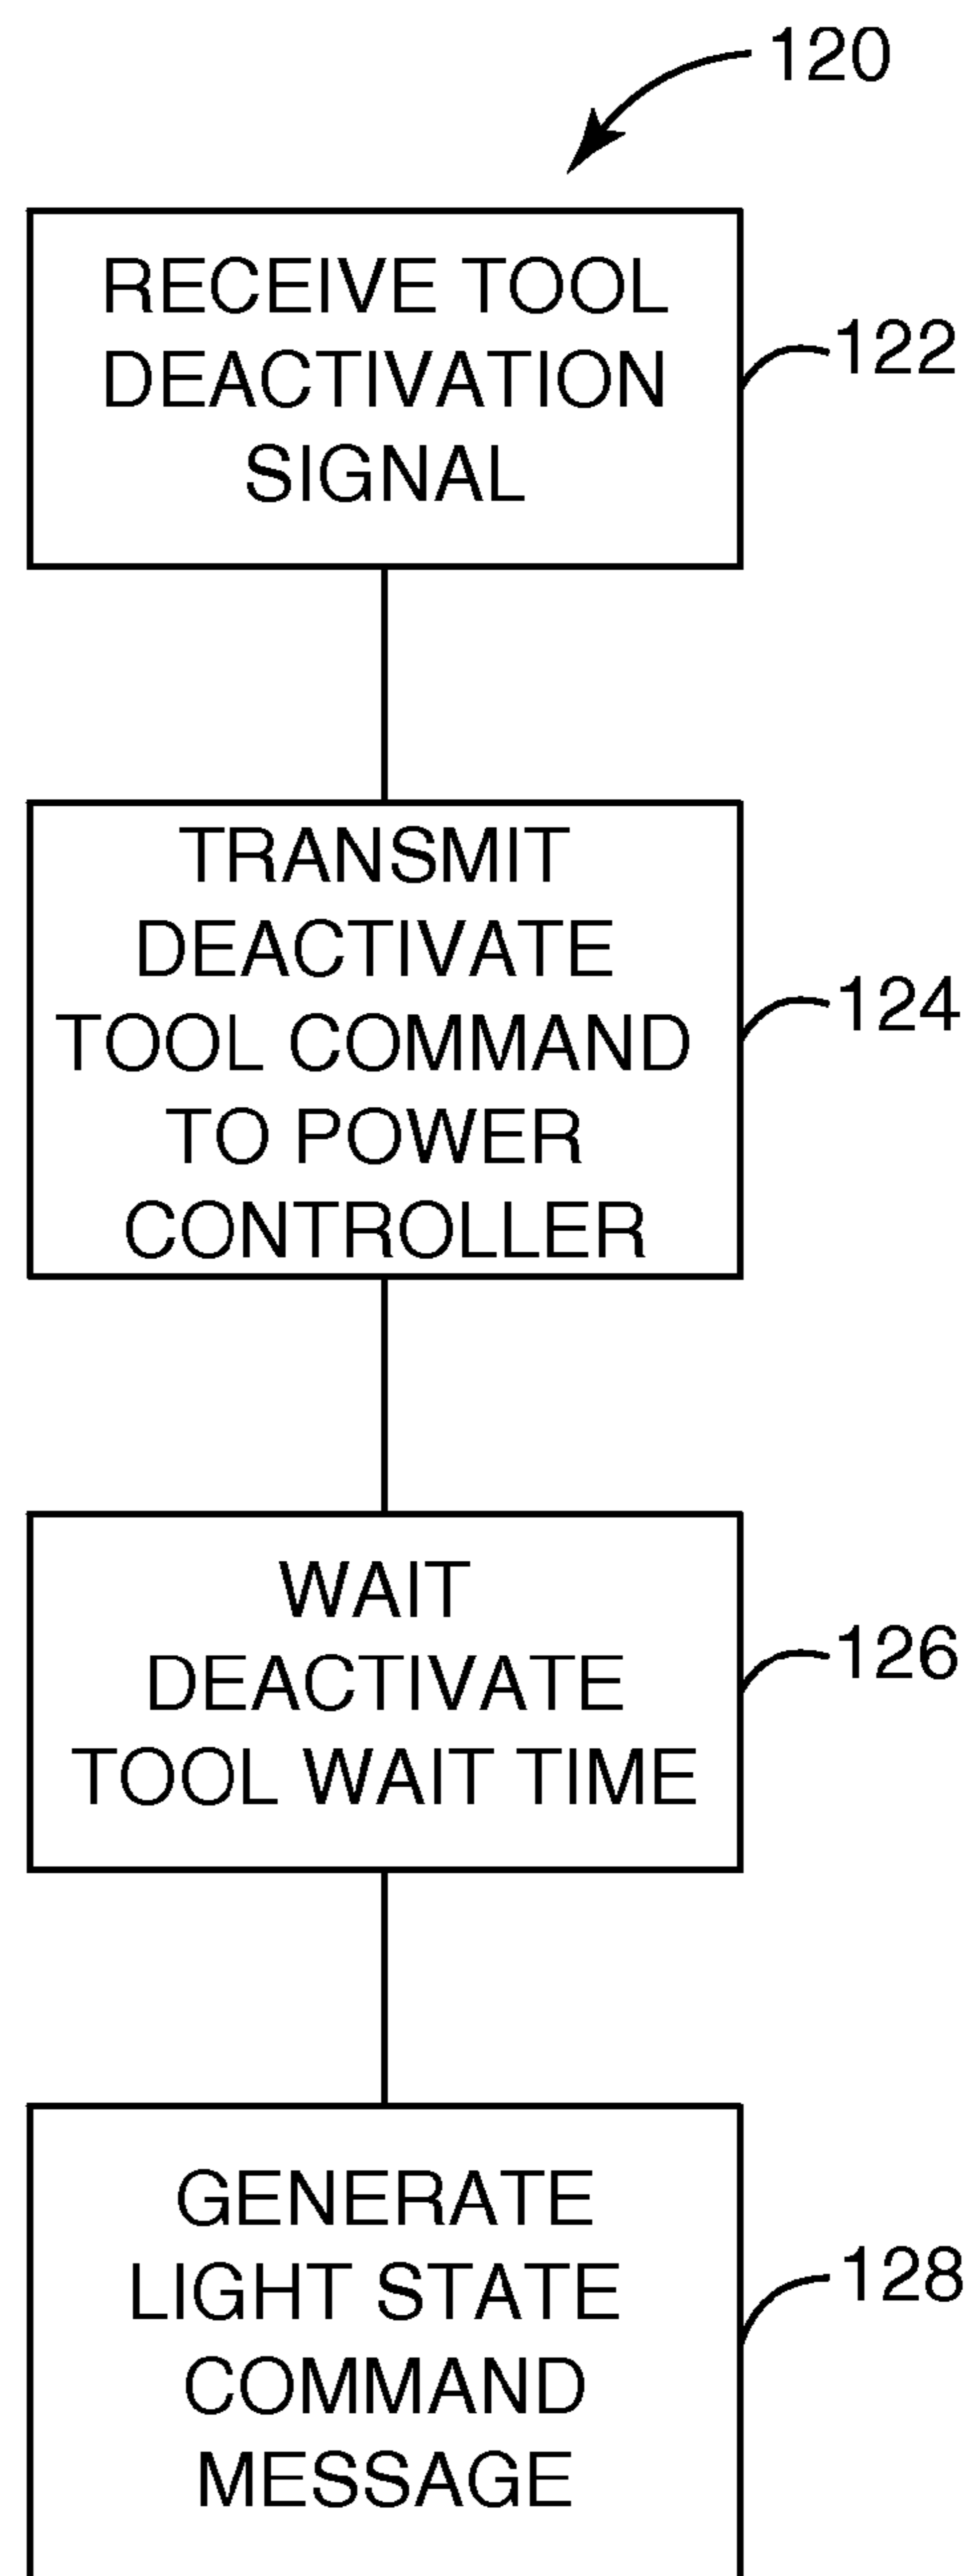 120
RECEIVE TOOL
DEACTIVATION
SIGNAL
122
TRANSMIT
DEACTIVATE
TOOL COMMAND
TO POWER
CONTROLLER
124
WAIT
DEACTIVATE
TOOL WAIT TIME
126
GENERATE
LIGHT STATE
COMMAND
MESSAGE
128